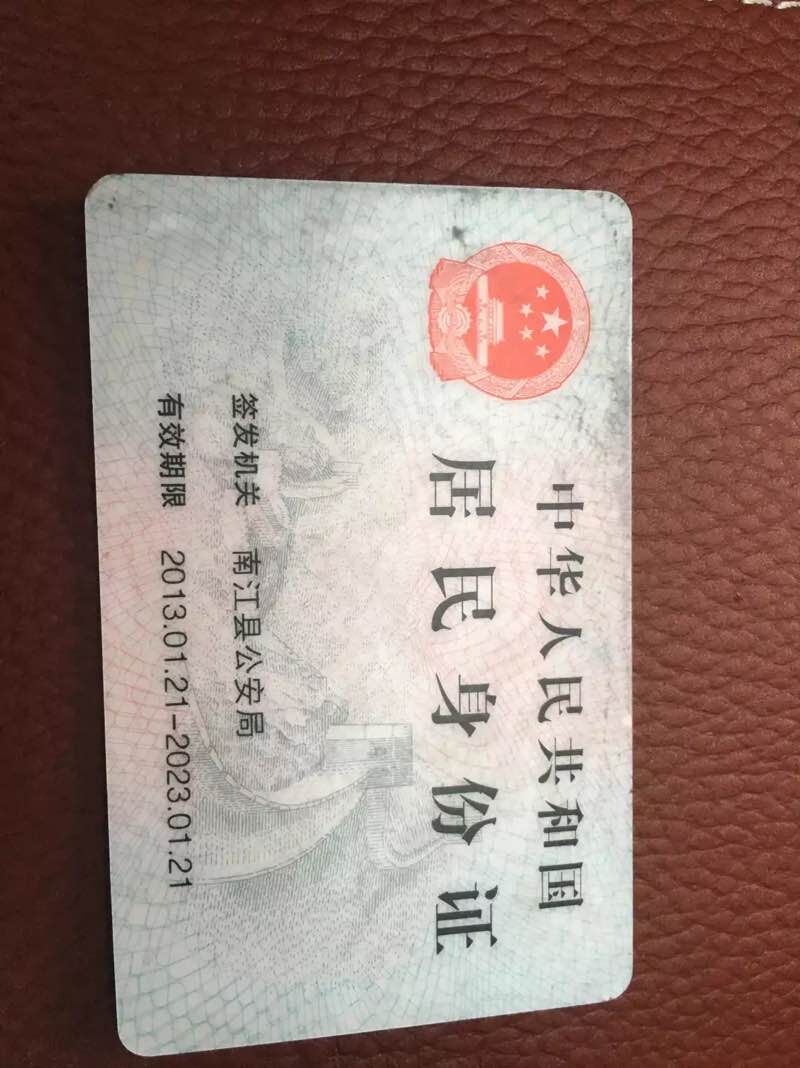 中华人民共和国
居民身份证
签发机关 南江县公安局
有效期限 2013.01.21-2023.01.21